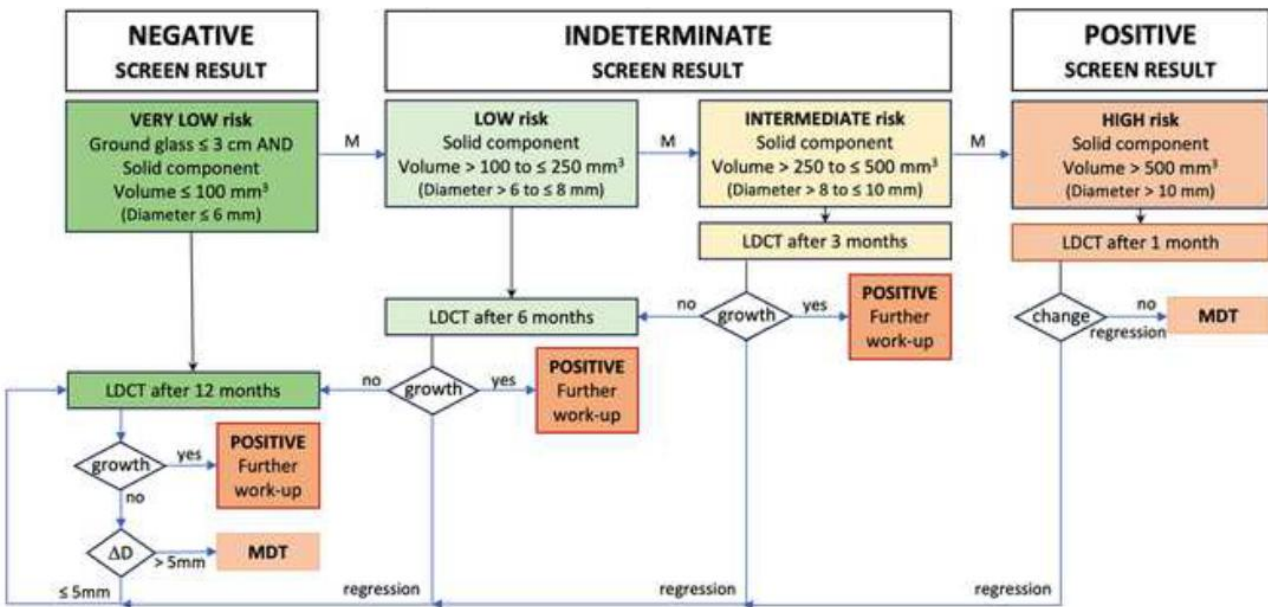 NEGATIVE
SCREEN RESULT
INDETERMINATE
SCREEN RESULT
POSITIVE
SCREEN RESULT
VERY LOW risk
Ground glass ≤ 3 cm AND
Solid component
Volume ≤ 100 mm³
(Diameter ≤ 6 mm)
M
LOW risk
Solid component
Volume > 100 to ≤ 250 mm³
(Diameter > 6 to ≤ 8 mm)
M
INTERMEDIATE risk
Solid component
Volume > 250 to ≤ 500 mm³
(Diameter > 8 to ≤ 10 mm)
M
HIGH risk
Solid component
Volume > 500 mm³
(Diameter > 10 mm)
LDCT after 3 months
LDCT after 1 month
LDCT after 6 months
no
growth
yes
POSITIVE
Further
work-up
change
no
regression
MDT
LDCT after 12 months
no
growth
yes
POSITIVE
Further
work-up
growth
yes
POSITIVE
Further
work-up
no
ΔD
> 5mm
MDT
≤ 5mm
regression
regression
regression